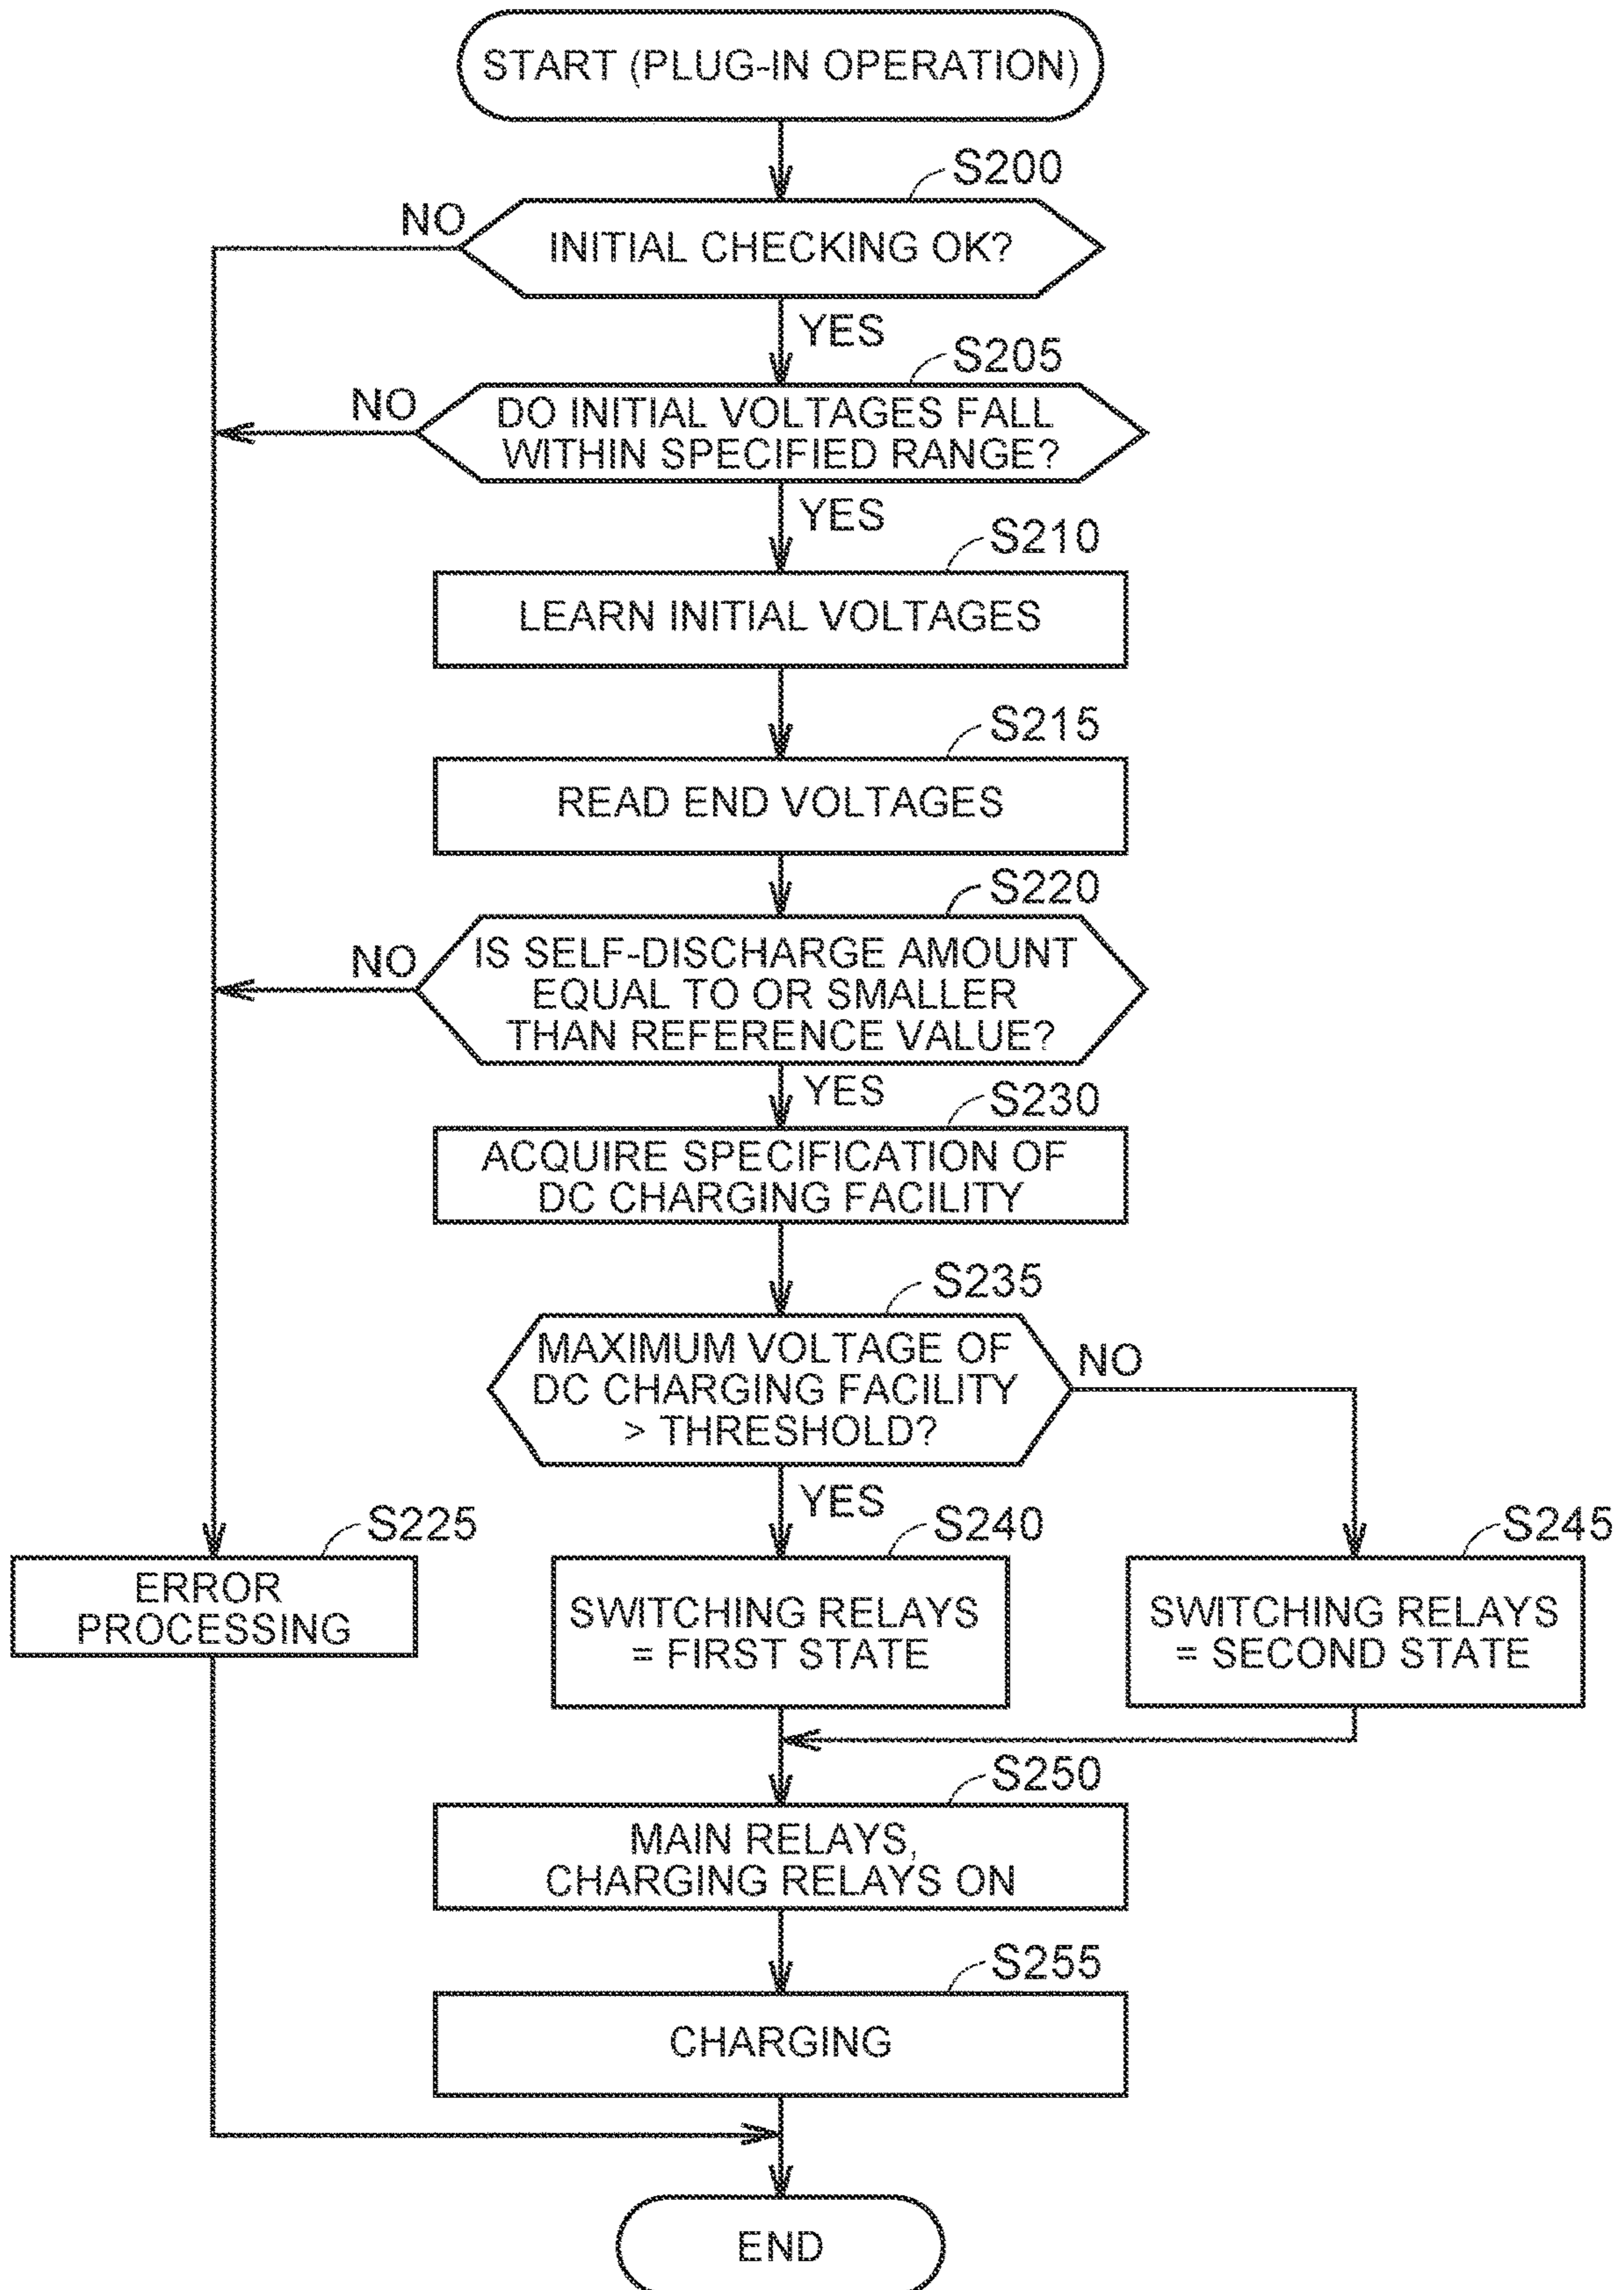 START (PLUG-IN OPERATION)
S200
NO
INITIAL CHECKING OK?
YES
S205
NO
DO INITIAL VOLTAGES FALL
WITHIN SPECIFIED RANGE?
YES
S210
LEARN INITIAL VOLTAGES
S215
READ END VOLTAGES
S220
NO
IS SELF-DISCHARGE AMOUNT
EQUAL TO OR SMALLER
THAN REFERENCE VALUE?
YES
S230
ACQUIRE SPECIFICATION OF
DC CHARGING FACILITY
S235
MAXIMUM VOLTAGE OF
DC CHARGING FACILITY
> THRESHOLD?
NO
YES
S225
ERROR
PROCESSING
S240
SWITCHING RELAYS
= FIRST STATE
S245
SWITCHING RELAYS
= SECOND STATE
S250
MAIN RELAYS,
CHARGING RELAYS ON
S255
CHARGING
END